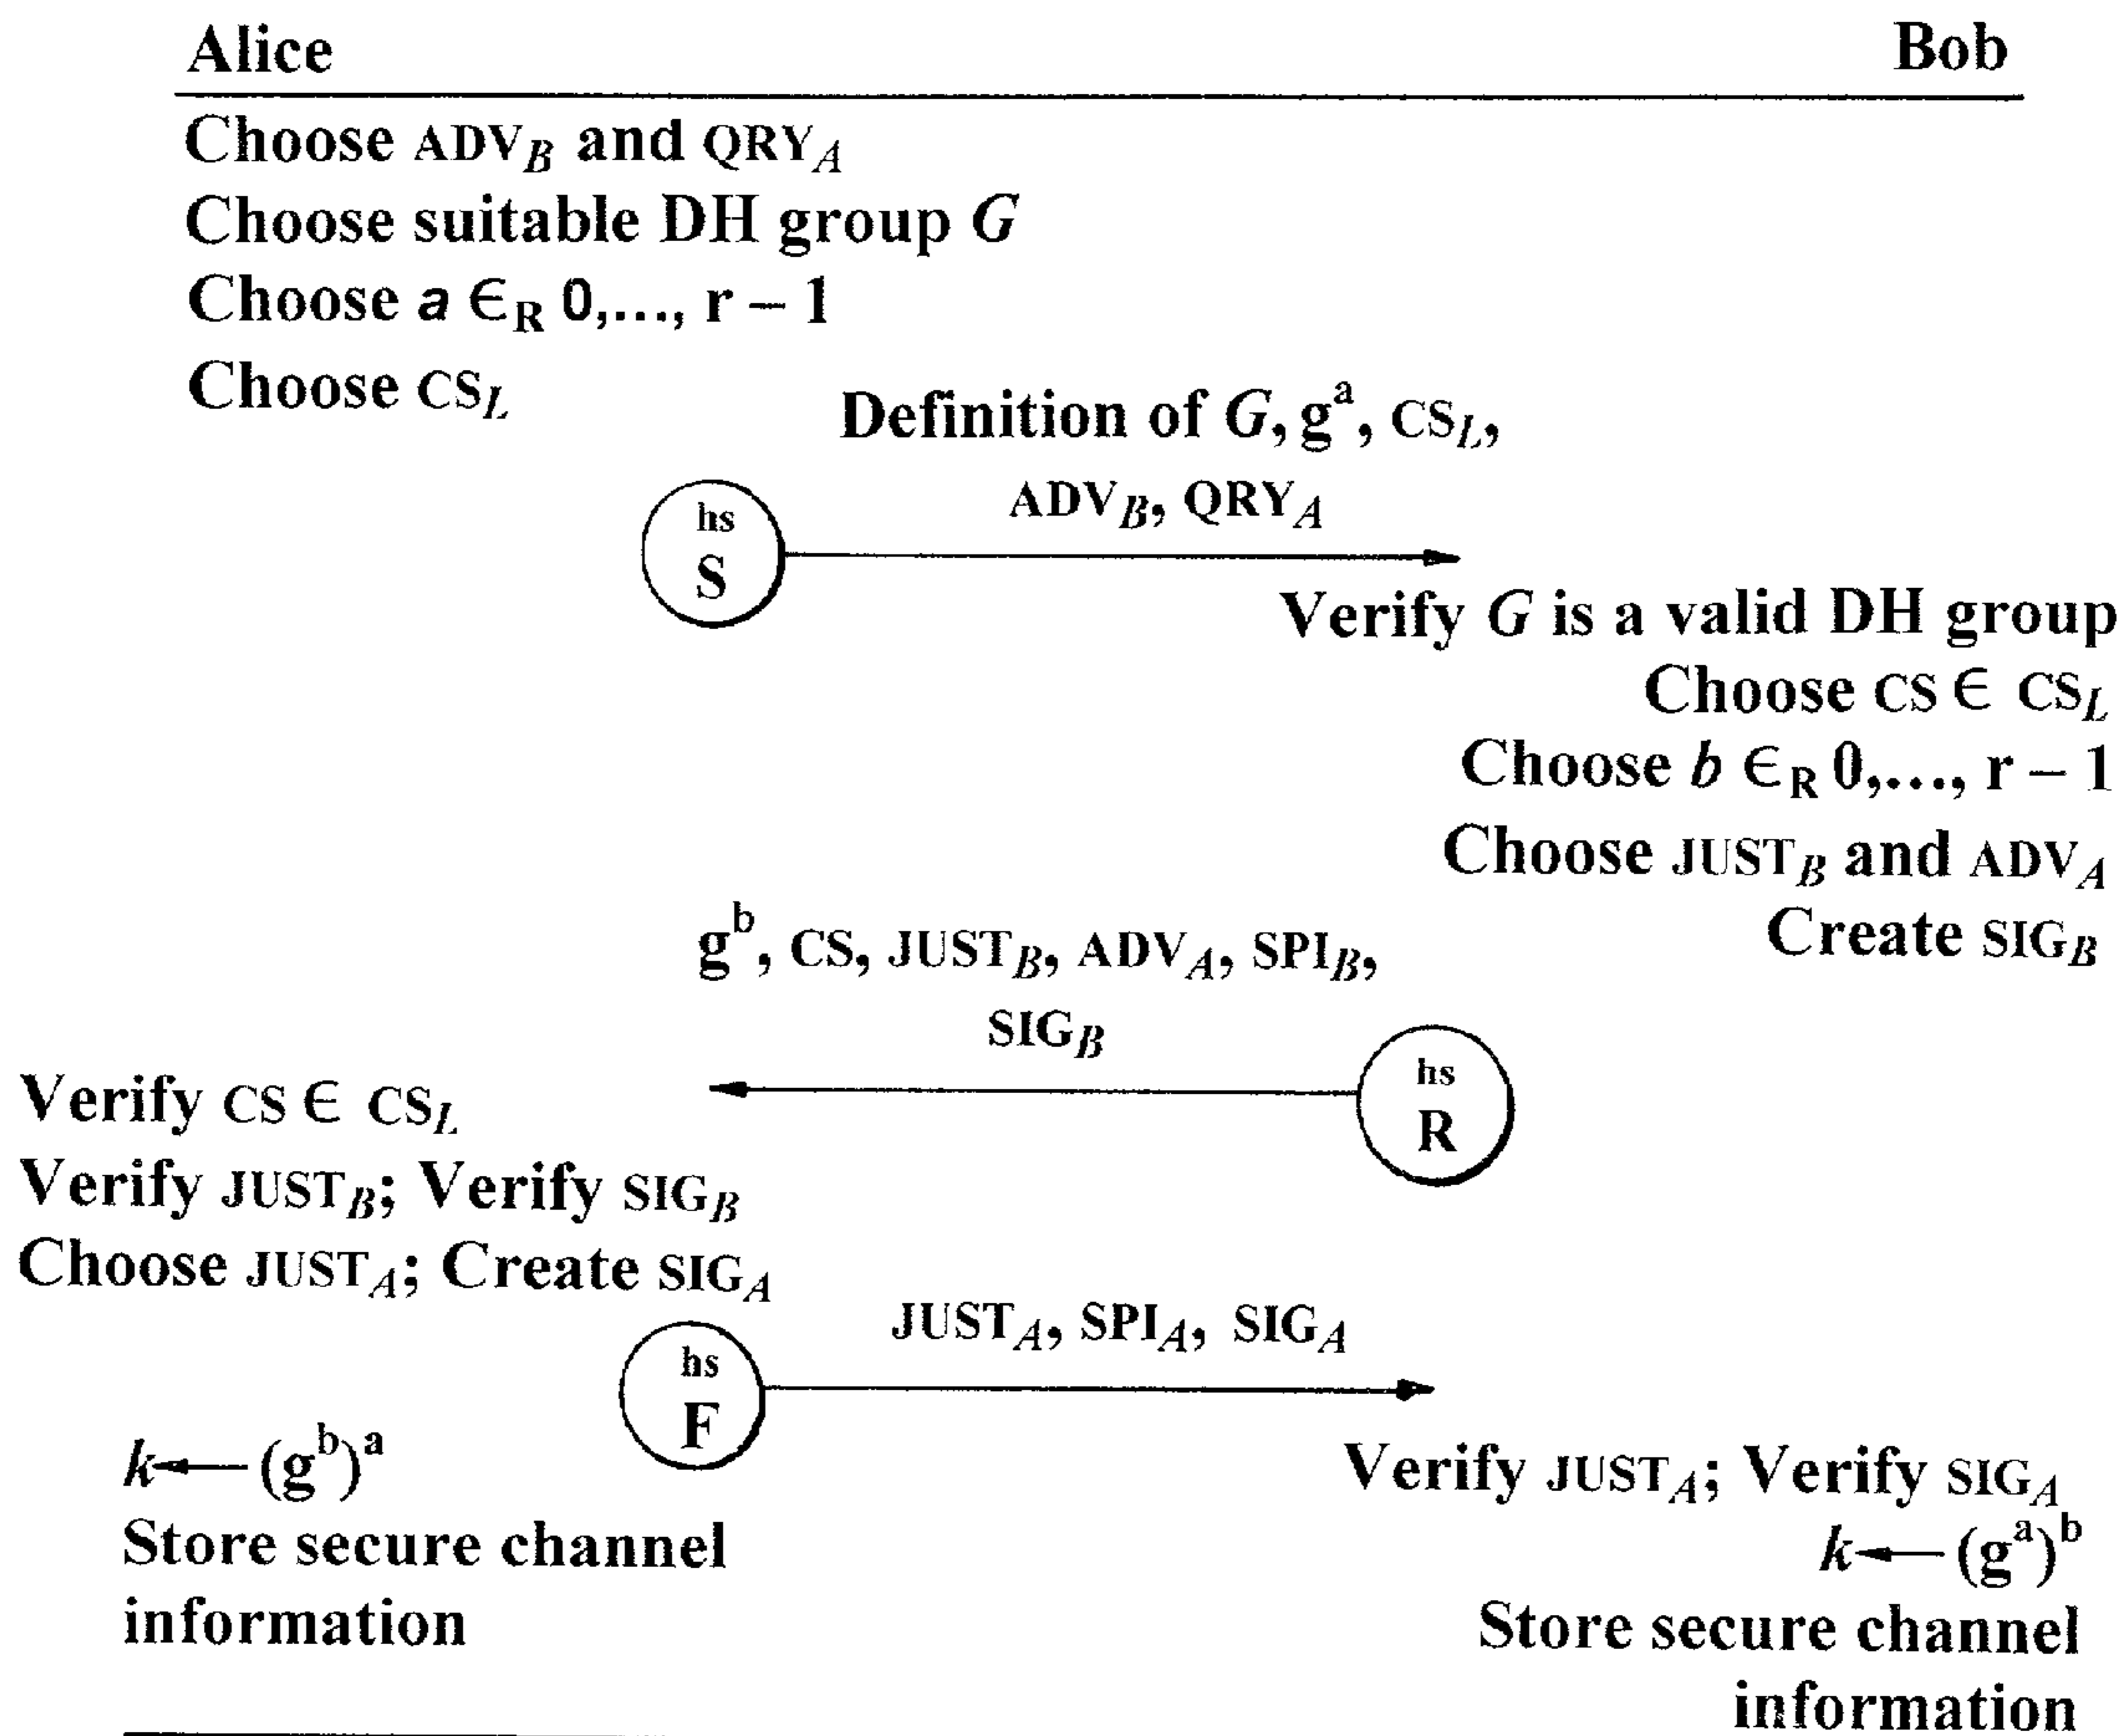 Alice Bob
Choose ADV_B and QRY_A
Choose suitable DH group G
Choose a ∈_R 0,..., r – 1
Choose CS_L
Definition of G, g^a, CS_L,
ADV_B, QRY_A
hs
S
Verify G is a valid DH group
Choose CS ∈ CS_L
Choose b ∈_R 0,..., r – 1
Choose JUST_B and ADV_A
Create SIG_B
g^b, CS, JUST_B, ADV_A, SPI_B,
SIG_B
hs
R
Verify CS ∈ CS_L
Verify JUST_B; Verify SIG_B
Choose JUST_A; Create SIG_A
JUST_A, SPI_A, SIG_A
hs
F
k ← (g^b)^a
Store secure channel
information
Verify JUST_A; Verify SIG_A
k ← (g^a)^b
Store secure channel
information